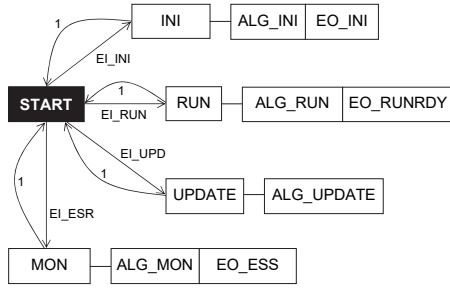 1 INI ALG_INI EO_INI
EI_INI
START 1 RUN ALG_RUN EO_RUNRDY
EI_RUN
EI_UPD
1 1 UPDATE ALG_UPDATE
EI_ESR
MON ALG_MON EO_ESS